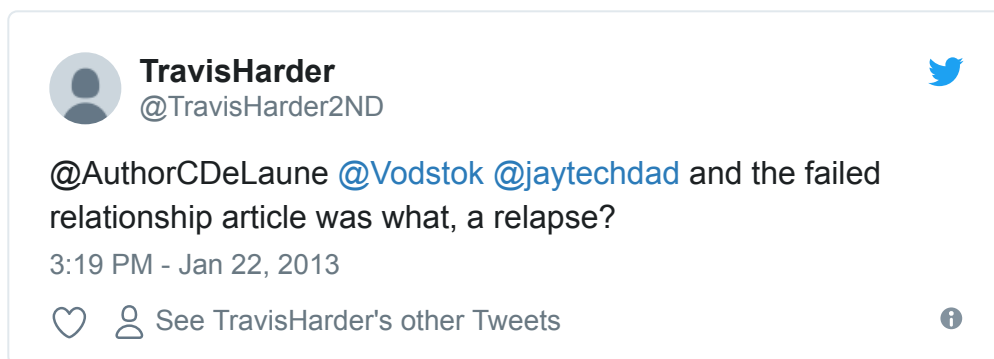 TravisHarder
@TravisHarder2ND
@AuthorCDeLaune @Vodstok @jaytechdad and the failed
relationship article was what, a relapse?
3:19 PM - Jan 22, 2013
See TravisHarder's other Tweets